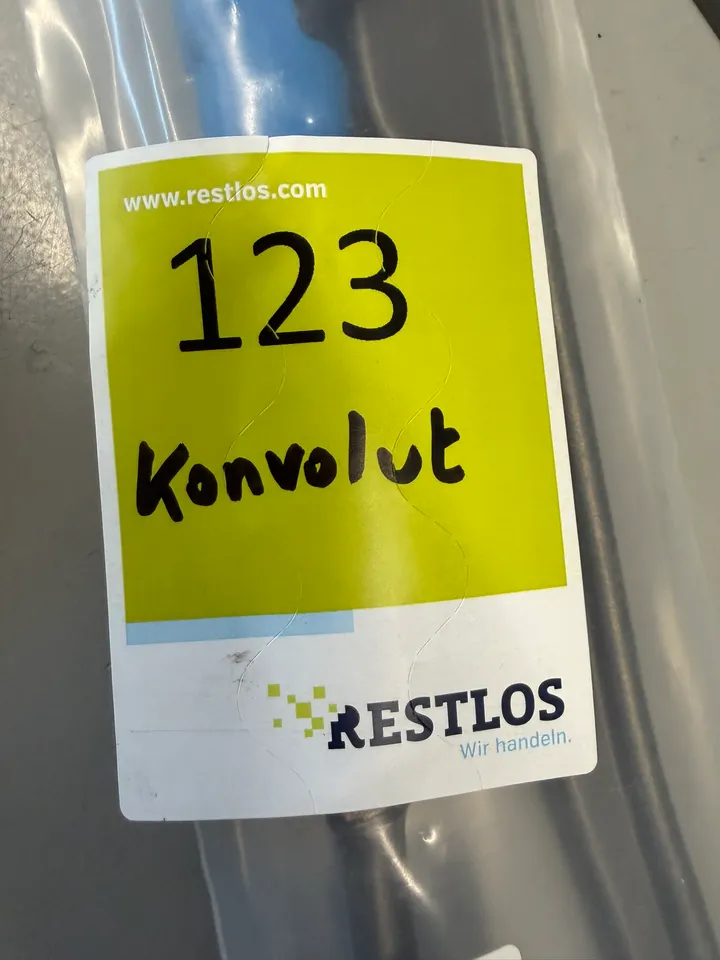 www.restlos.com
123
Konvolut
RESTLOS
Wir handeln.